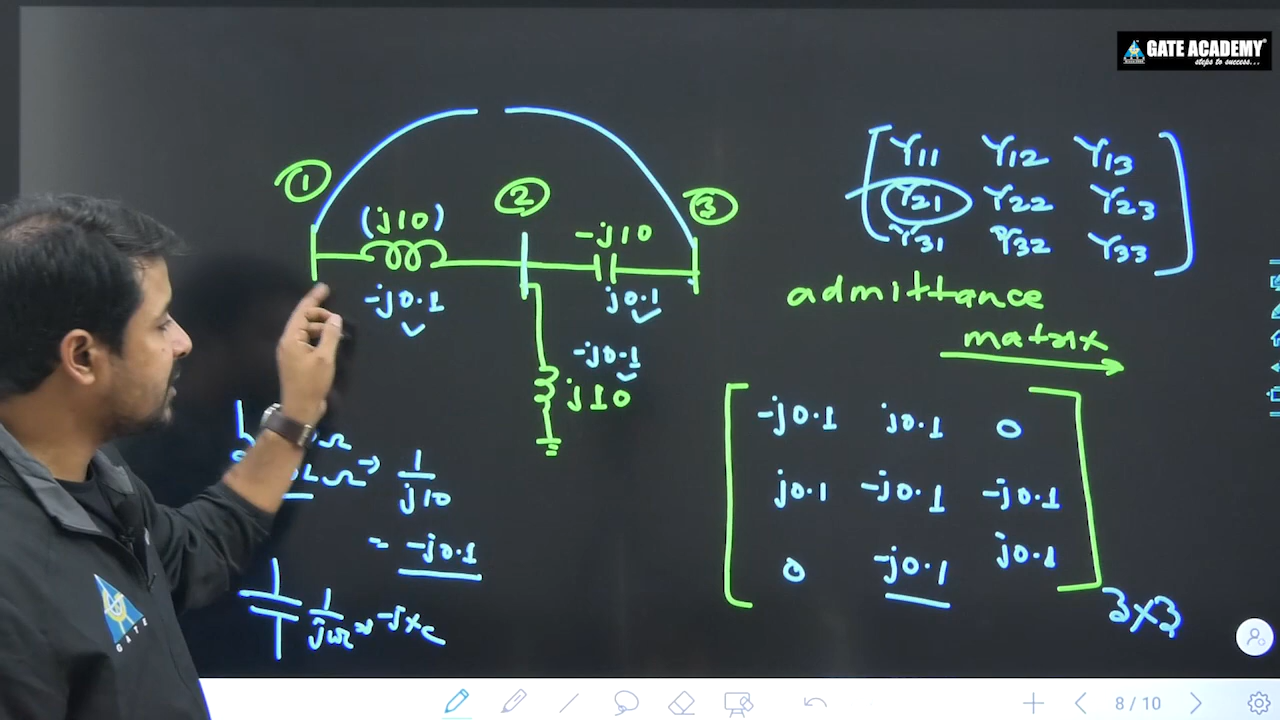 GATE ACADEMY
steps to success...
① ② ③
(j10)
-j10
-j0.1
j0.1
-j0.1
j10
Y11 Y12 Y13
Y21 Y22 Y23
Y31 Y32 Y33
admittance
matrix
-j0.1 j0.1 0
j0.1 -j0.1 -j0.1
0 -j0.1 j0.1
3×3
1
j10
= -j0.1
1
-jxc
GATE
8 / 10